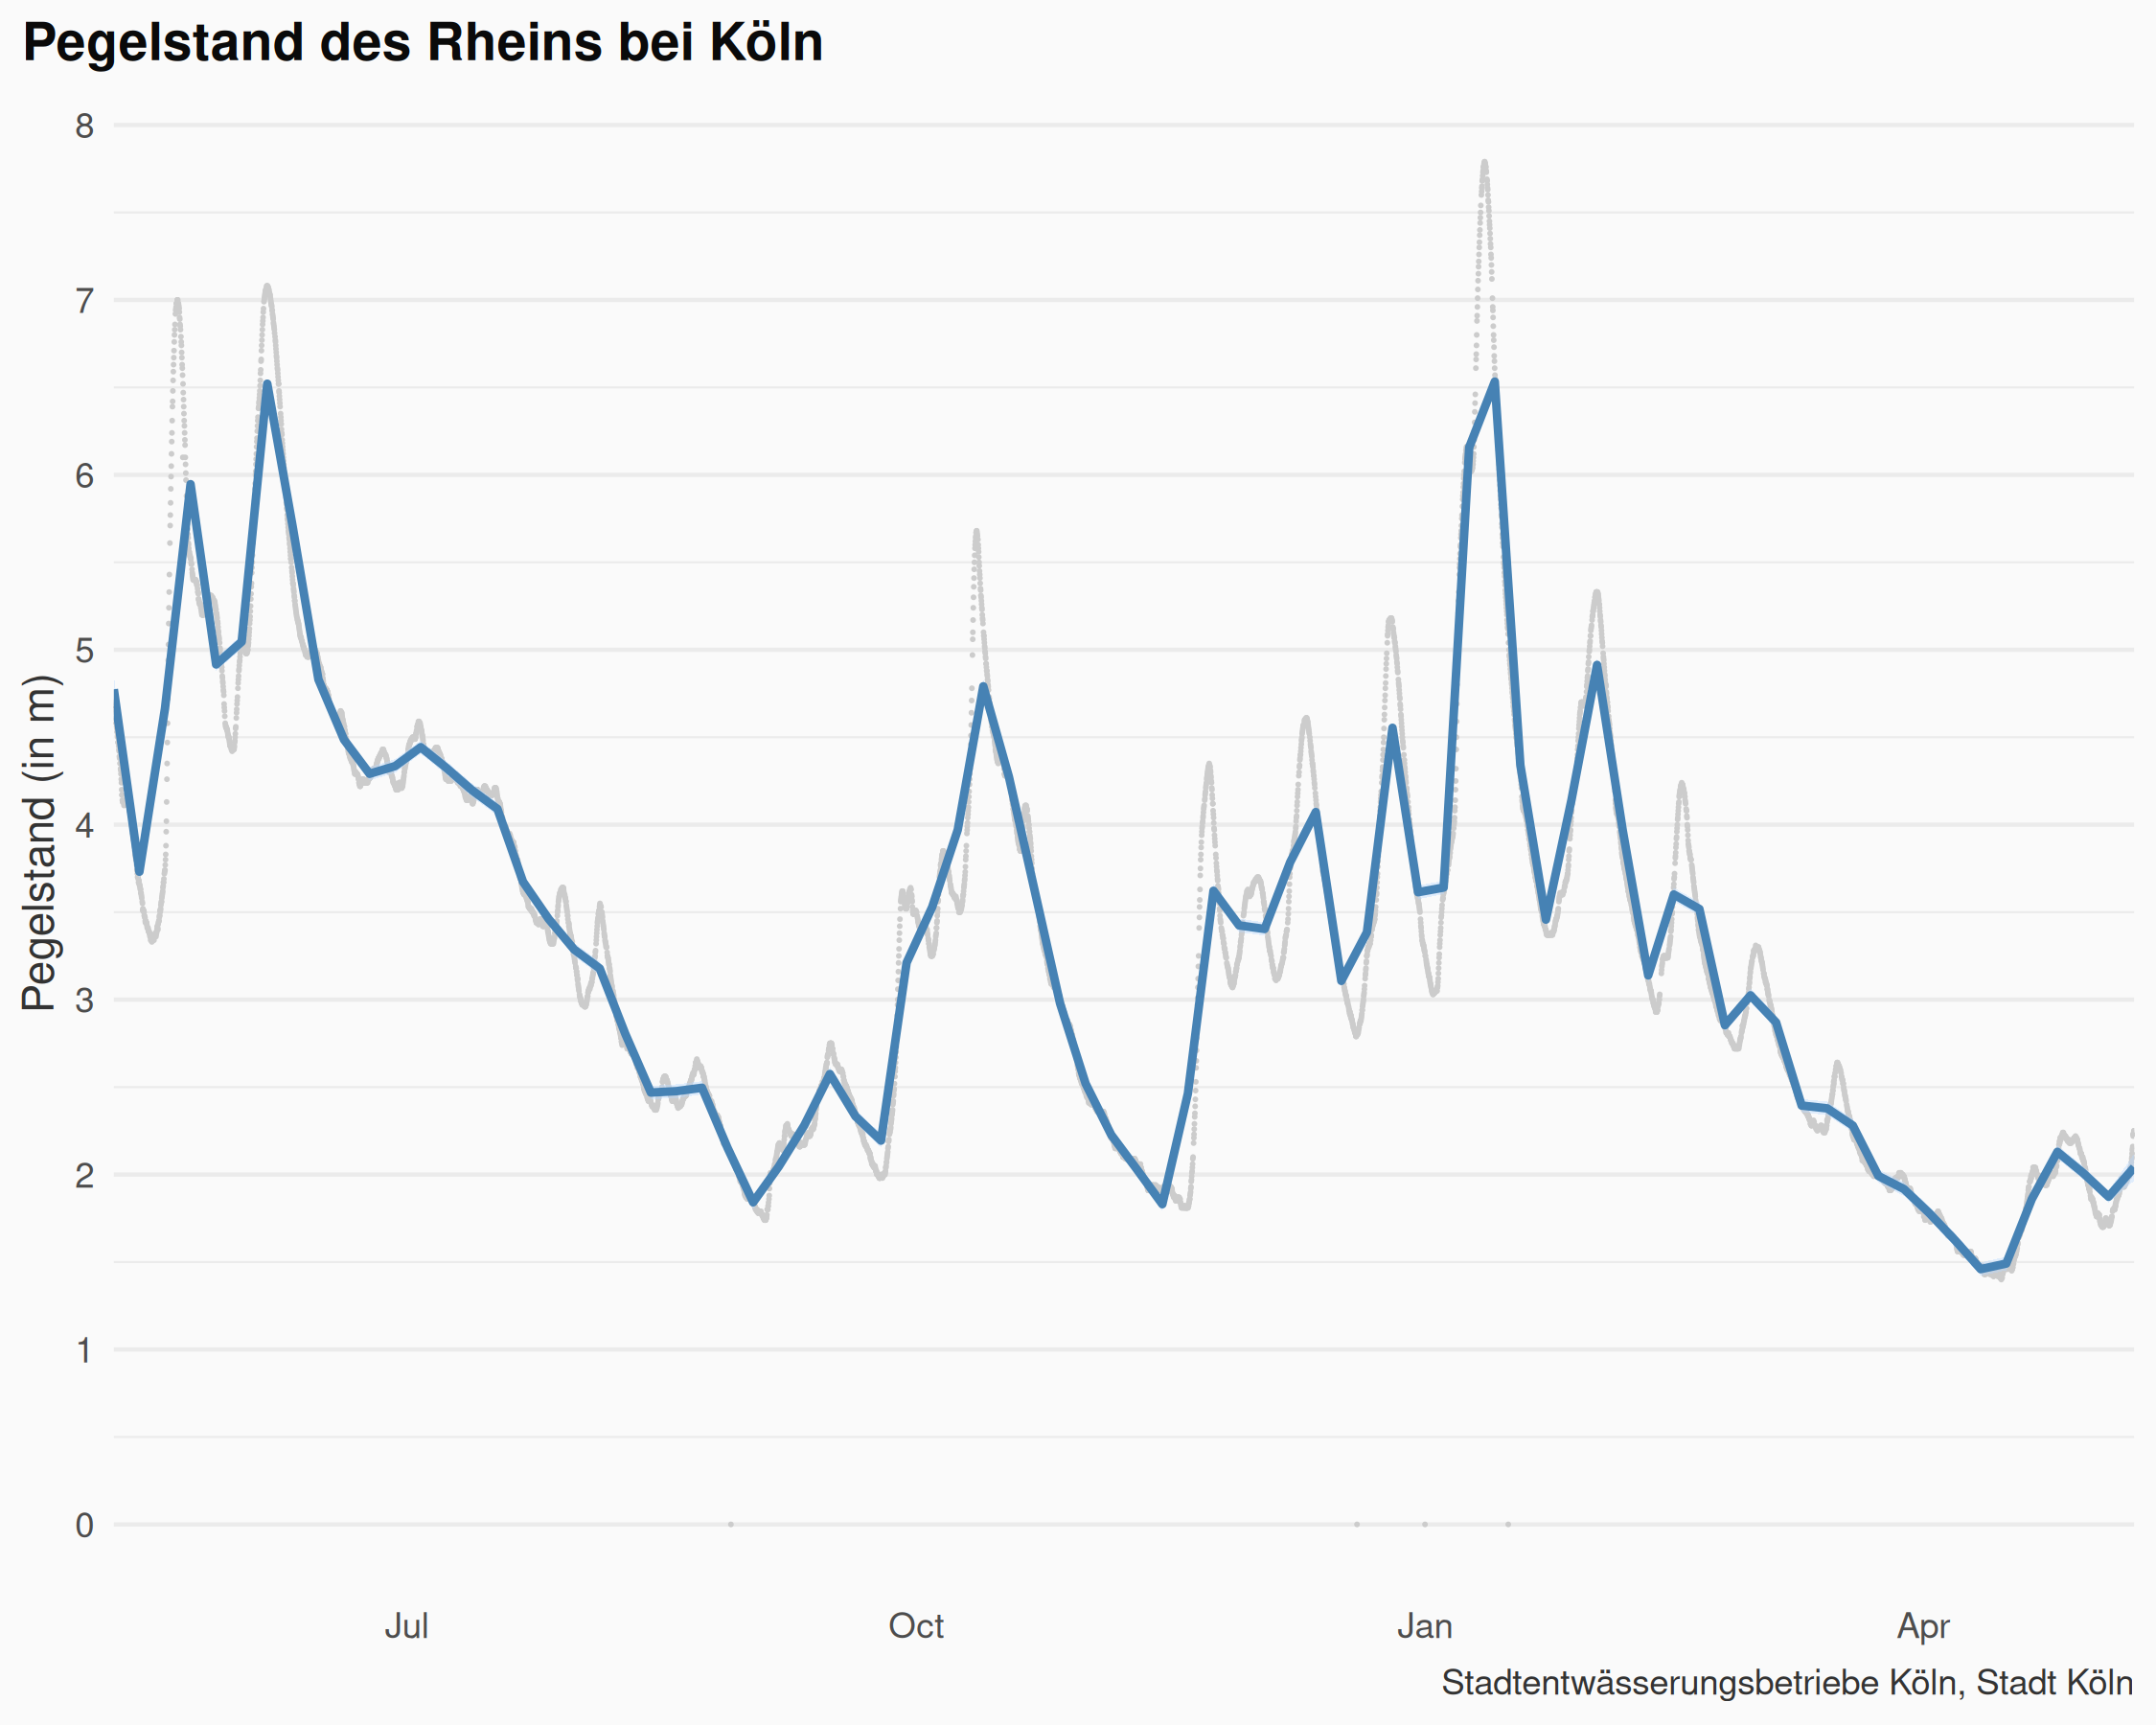 Pegelstand des Rheins bei Köln
Pegelstand (in m)
8
7
6
5
4
3
2
1
0
Jul Oct Jan Apr
Stadtentwässerungsbetriebe Köln, Stadt Köln